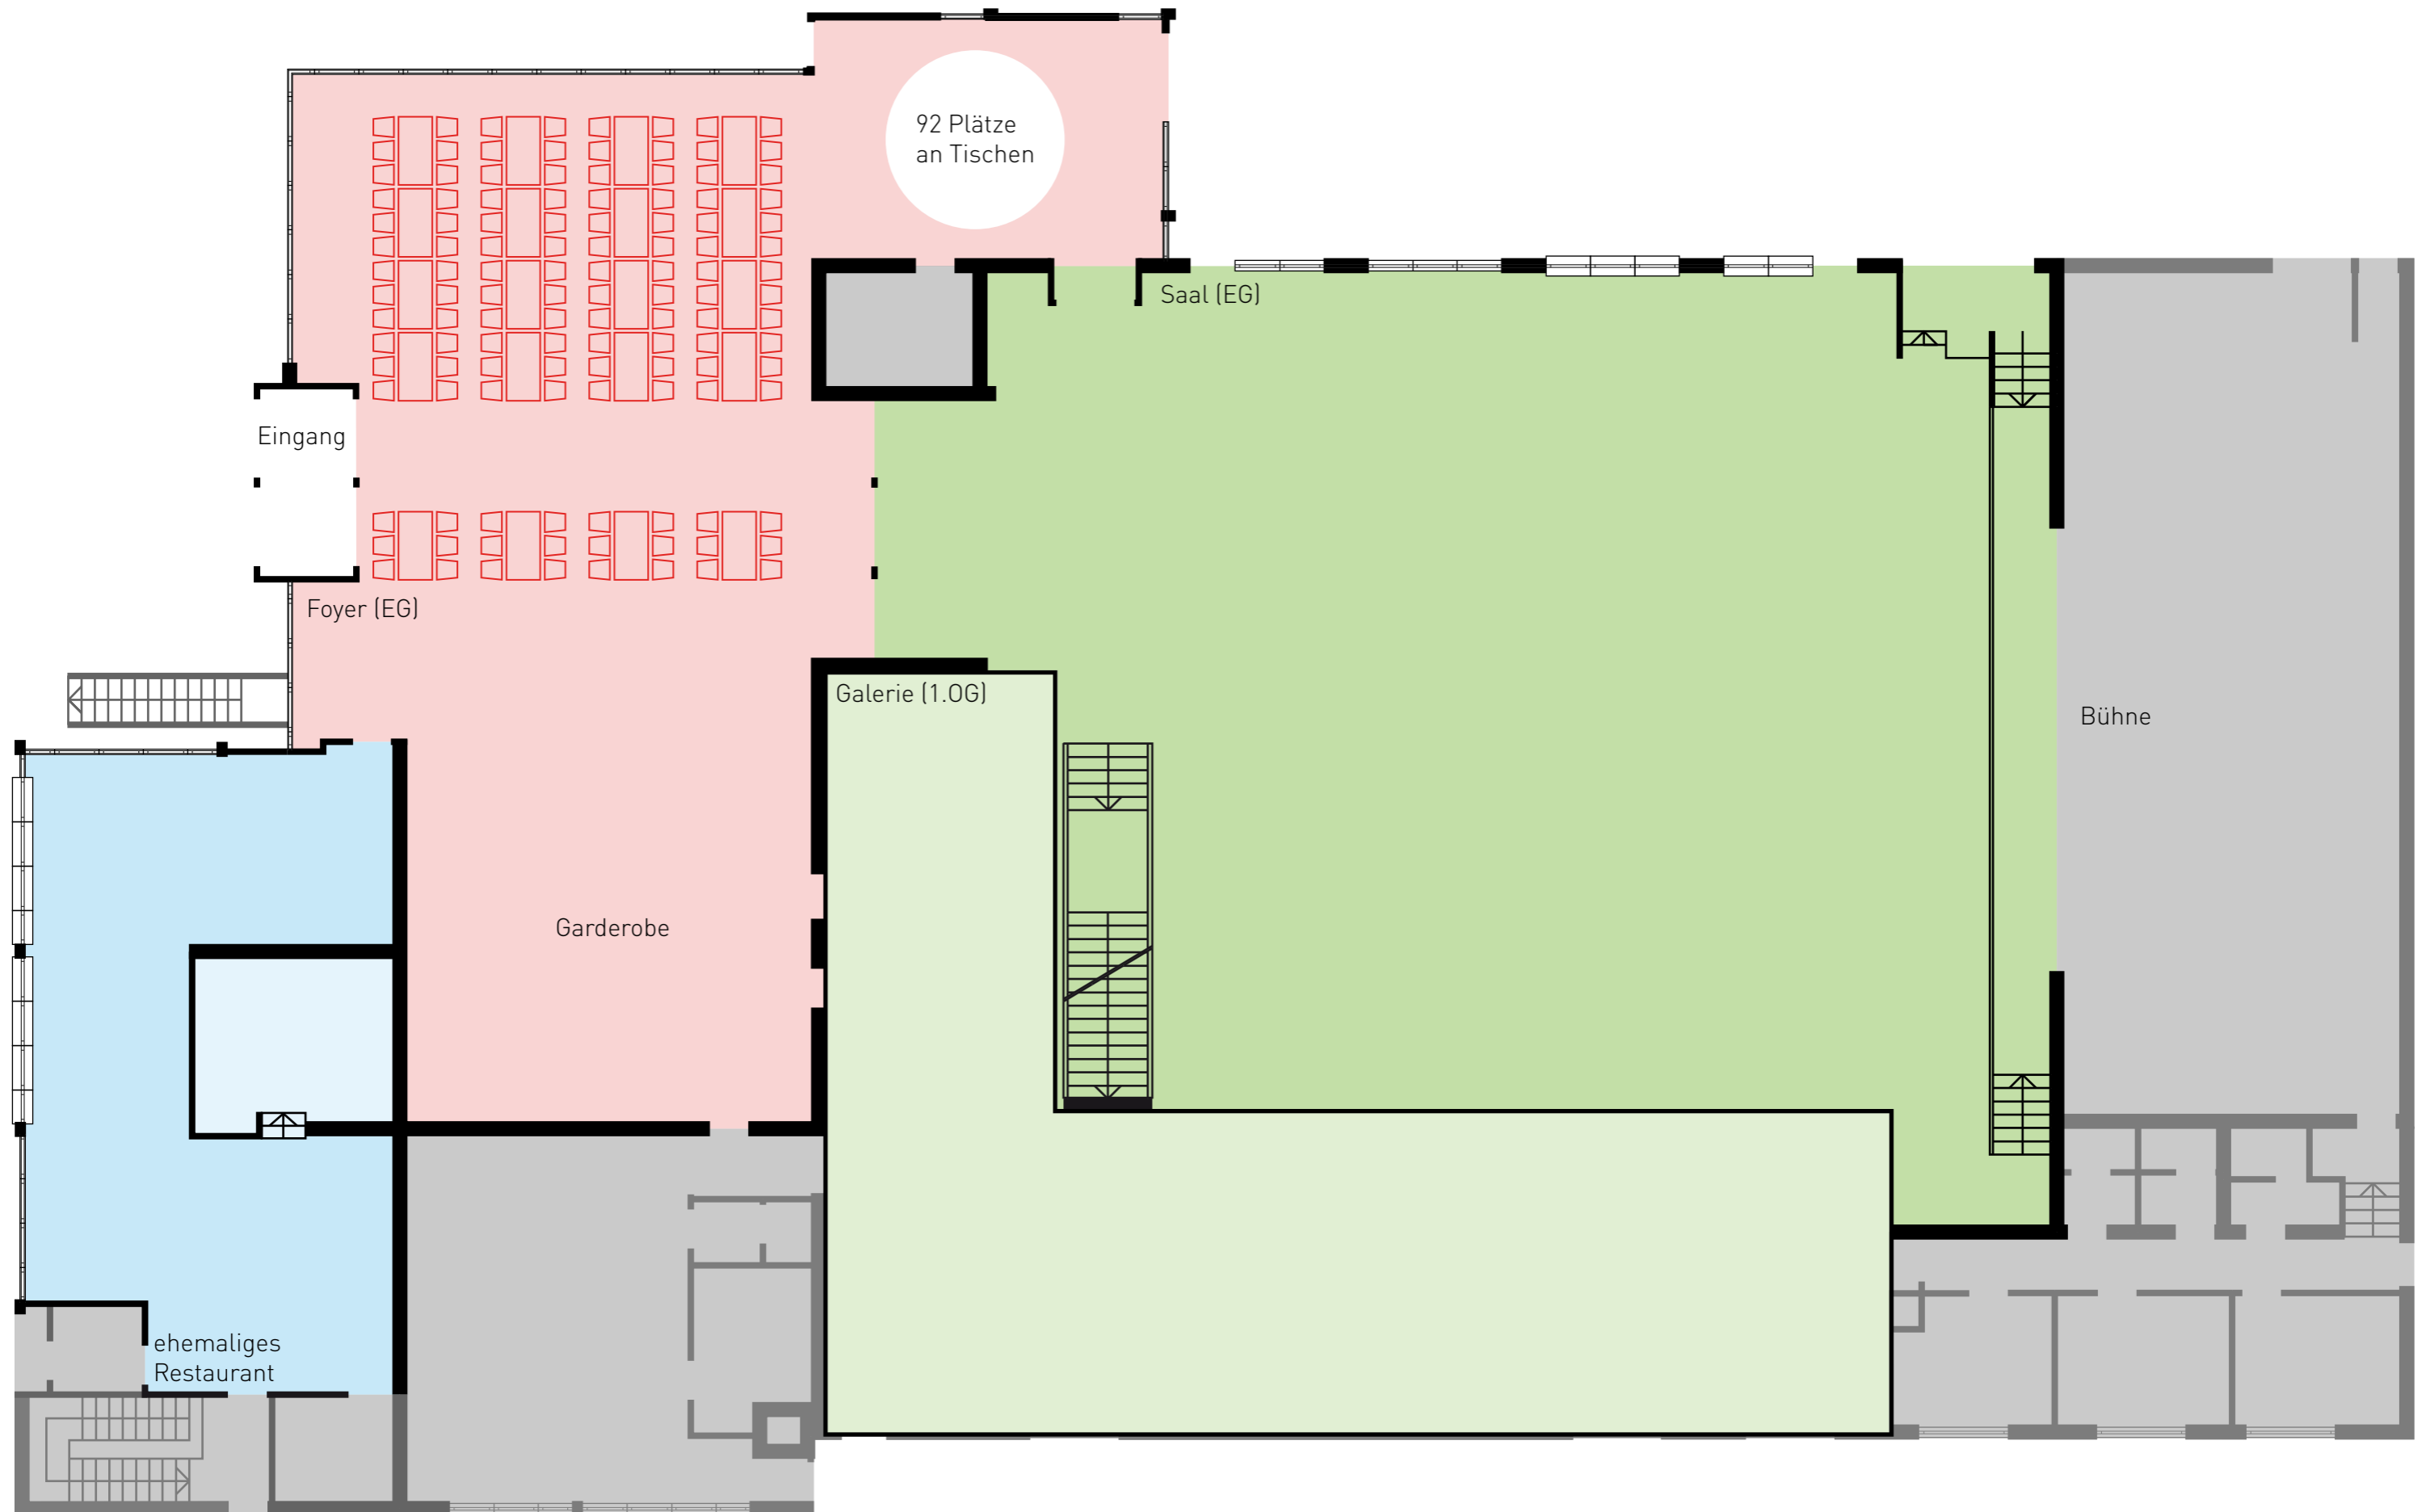 92 Plätze
an Tischen
Saal (EG)
Eingang
Foyer (EG)
Galerie (1.OG)
Bühne
Garderobe
ehemaliges
Restaurant